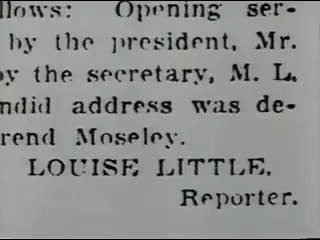 llows: Opening ser-
by the president, Mr.
by the secretary, M. L.
ndid address was de-
rend Moseley.
LOUISE LITTLE,
Reporter.